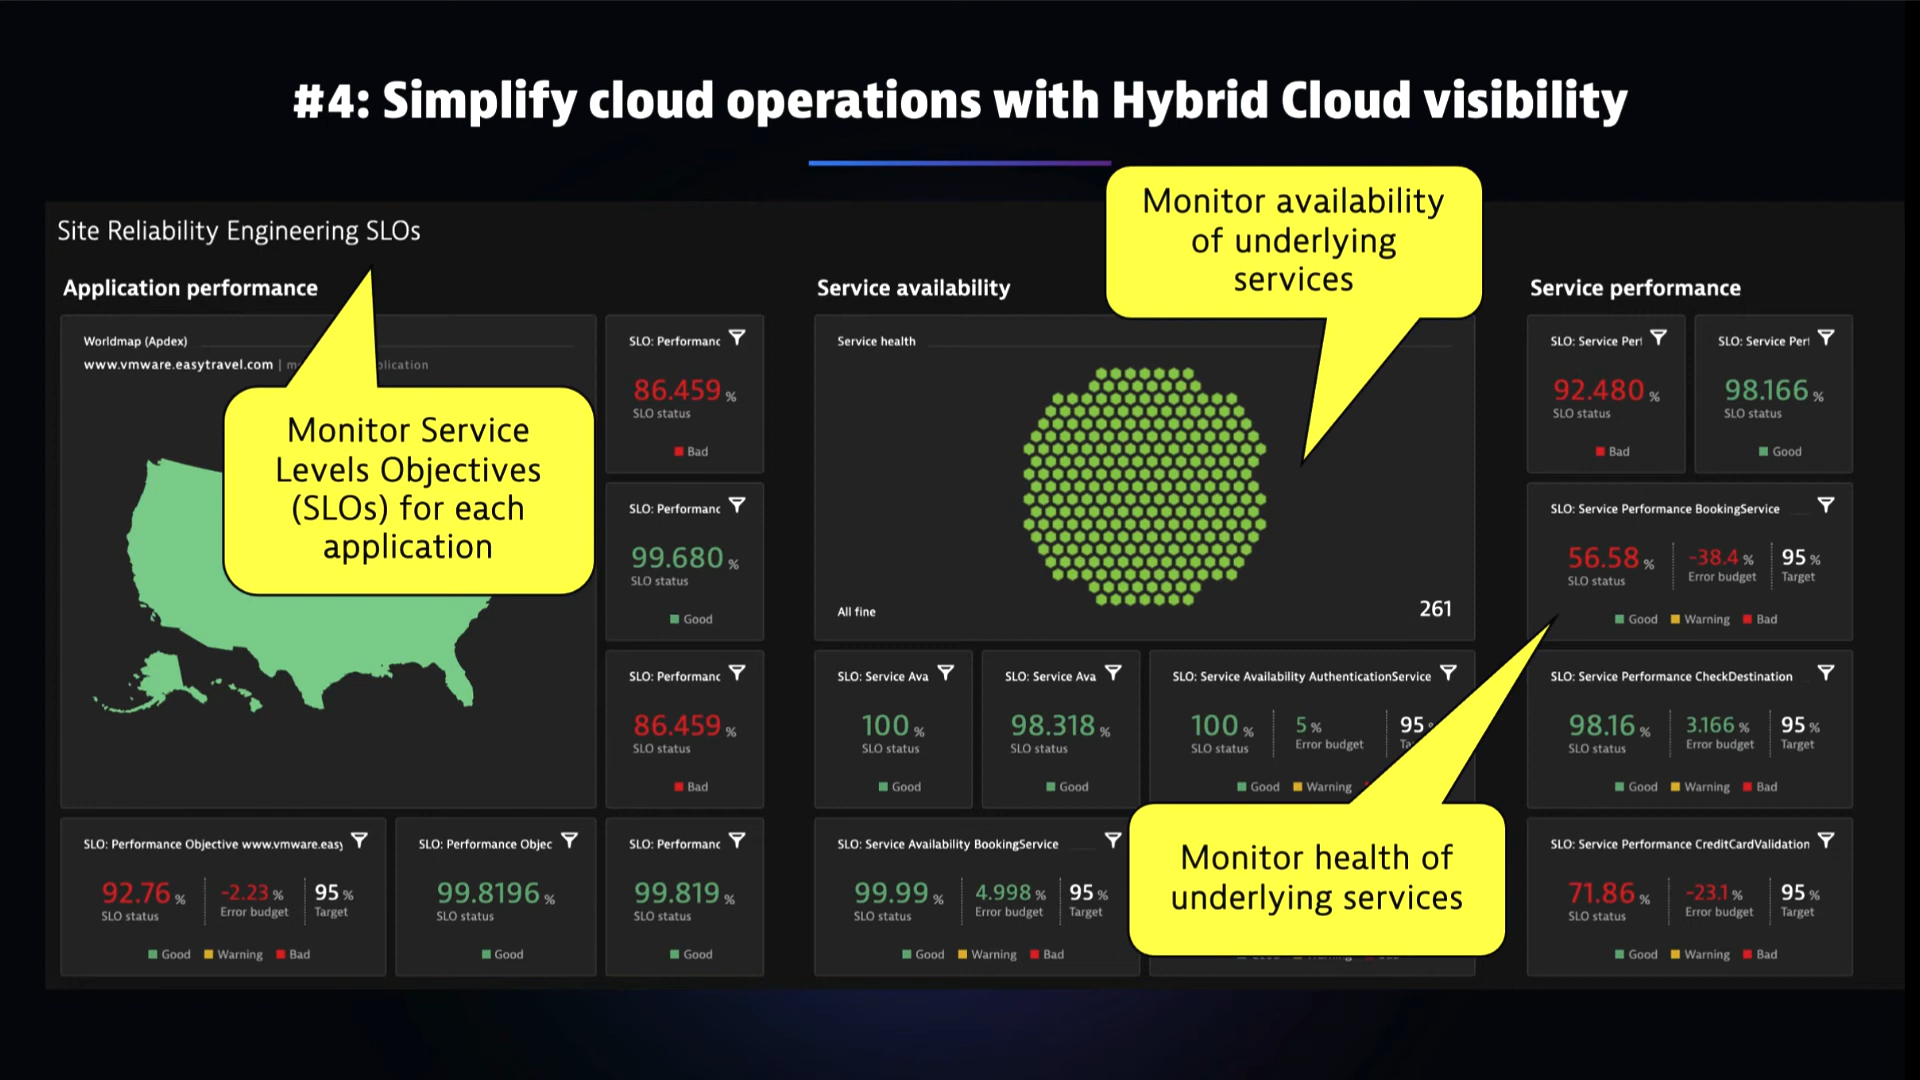 #4: Simplify cloud operations with Hybrid Cloud visibility
Site Reliability Engineering SLOs
Monitor availability
of underlying
services
Application performance
Service availability
Service performance
Worldmap (Apdex)
www.vmware.easytravel.com |
Monitor Service
Levels Objectives
(SLOs) for each
application
SLO: Performanc
86.459 %
SLO status
Bad
SLO: Performanc
99.680 %
SLO status
Good
SLO: Performanc
86.459 %
SLO status
Bad
SLO: Performance Objective www.vmware.easy
92.76 % -2.23 % 95 %
SLO status Error budget Target
Good Warning Bad
SLO: Performance Objec
99.8196 %
SLO status
Good
SLO: Performanc
99.819 %
SLO status
Good
Service health
All fine 261
SLO: Service Ava
100 %
SLO status
Good
SLO: Service Ava
98.318 %
SLO status
Good
SLO: Service Availability AuthenticationService
100 % 5 % 95
SLO status Error budget
Good Warning
SLO: Service Availability BookingService
99.99 % 4.998 % 95 %
SLO status Error budget Target
Good Warning Bad
Monitor health of
underlying services
SLO: Service Perf
92.480 %
SLO status
Bad
SLO: Service Perf
98.166 %
SLO status
Good
SLO: Service Performance BookingService
56.58 % -38.4 % 95 %
SLO status Error budget Target
Good Warning Bad
SLO: Service Performance CheckDestination
98.16 % 3.166 % 95 %
SLO status Error budget Target
Good Warning Bad
SLO: Service Performance CreditCardValidation
71.86 % -23.1 % 95 %
SLO status Error budget Target
Good Warning Bad